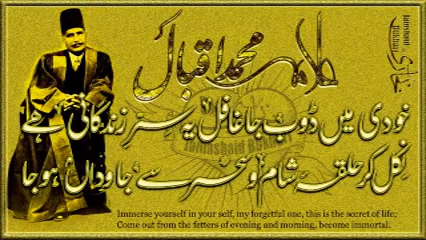 علامہ محمد اقبال
خودی میں ڈوب جا غافل یہ سرِ زندگانی ہے
نکل کر حلقۂ شام و سحر سے جاوداں ہو جا
Immerse yourself in your self, my forgetful one, this is the secret of life;
Come out from the fetters of evening and morning, become immortal.
Jamshaid Bukhari